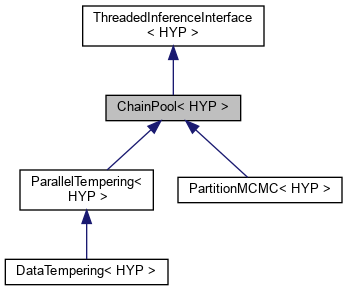 ThreadedInferenceInterface
< HYP >
ChainPool< HYP >
ParallelTempering<
HYP >
PartitionMCMC< HYP >
DataTempering< HYP >